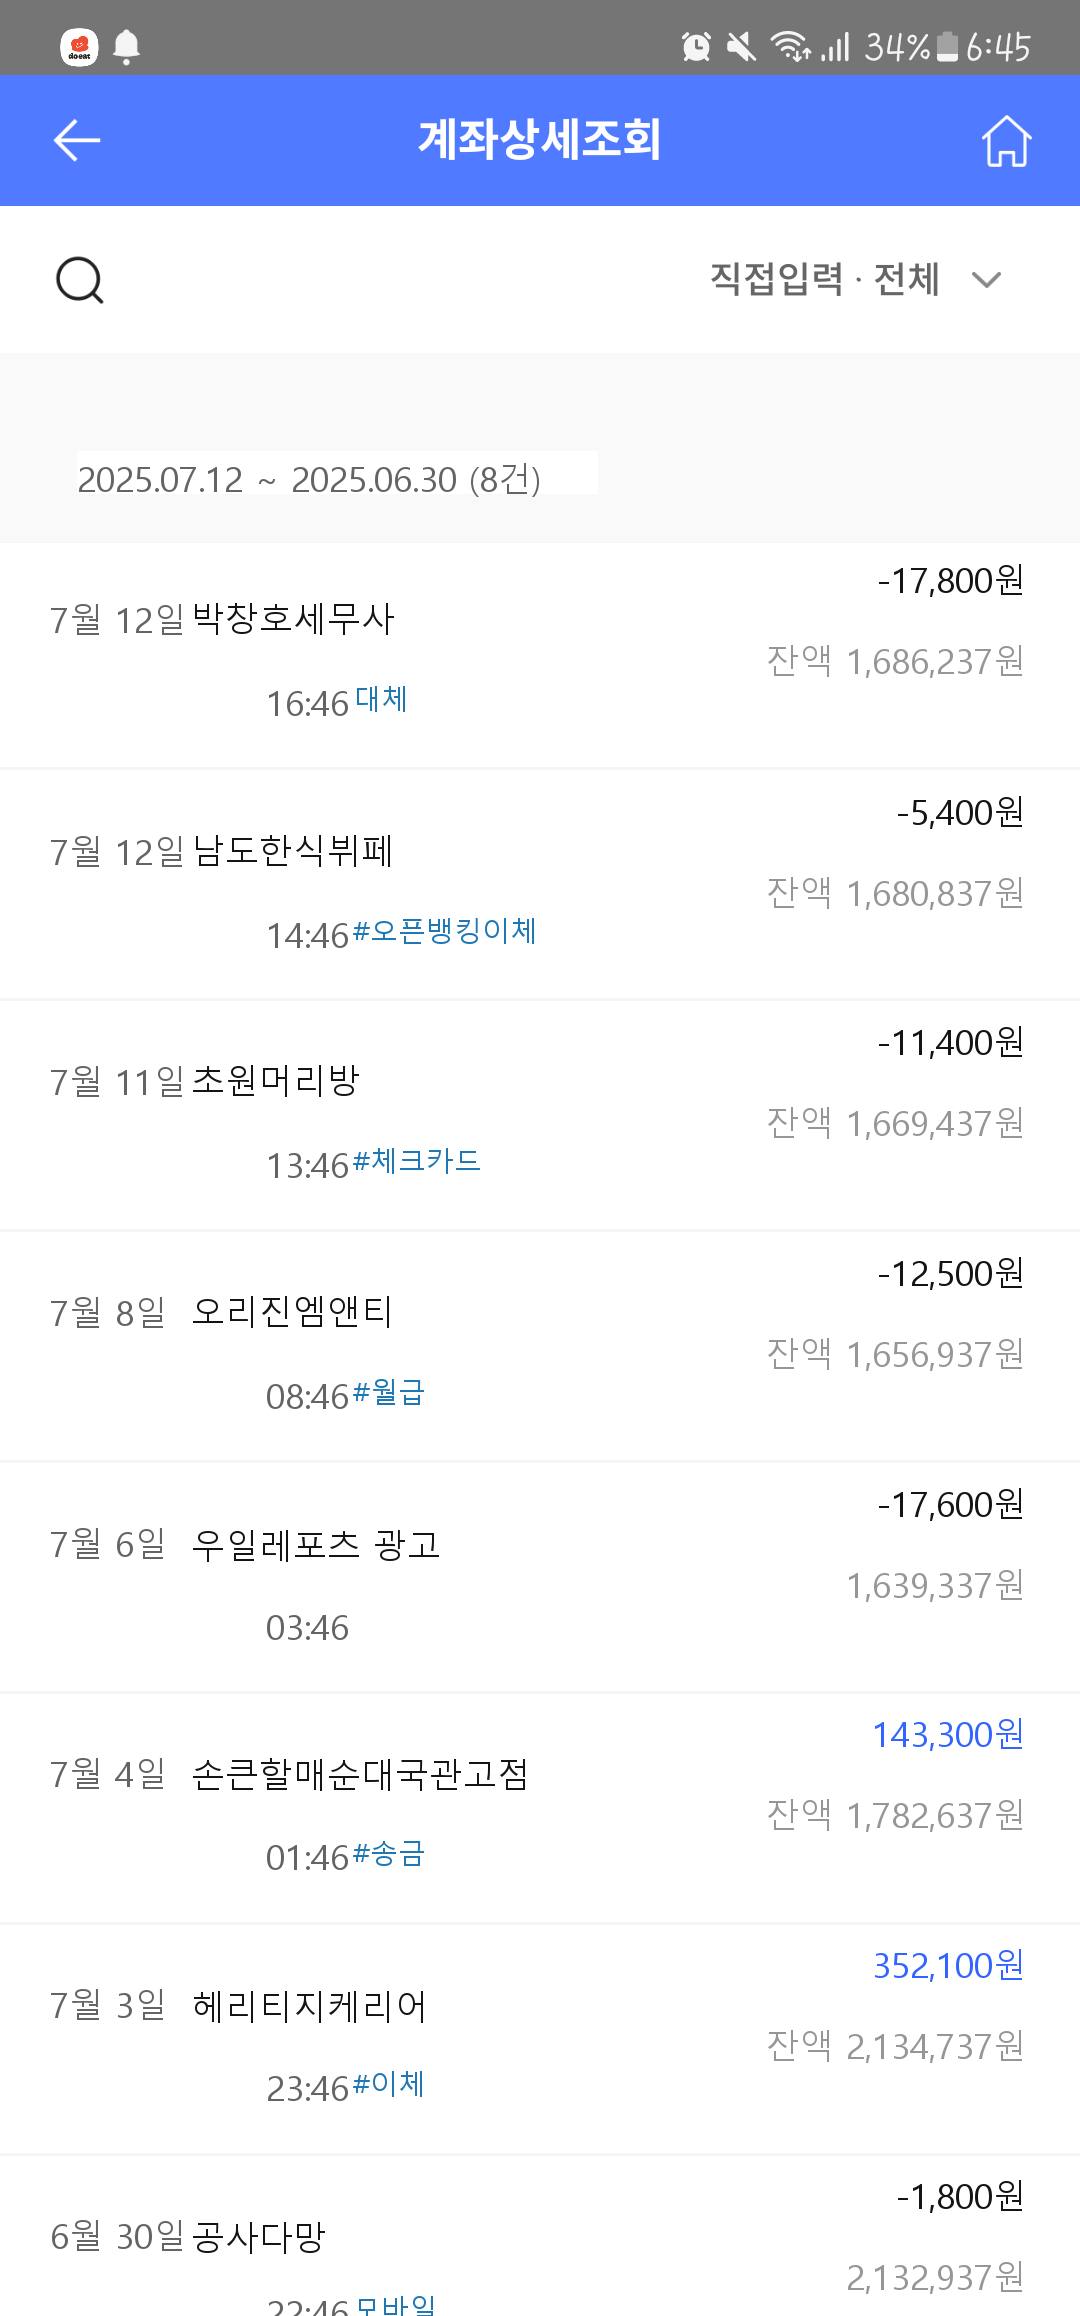 doeat
34% 6:45
계좌상세조회
직접입력 · 전체
2025.07.12 ~ 2025.06.30 (8건)
-17,800원
7월 12일 박창호세무사
잔액 1,686,237원
16:46 대체
-5,400원
7월 12일 남도한식뷔페
잔액 1,680,837원
14:46 #오픈뱅킹이체
-11,400원
7월 11일 초원머리방
잔액 1,669,437원
13:46 #체크카드
-12,500원
7월 8일 오리진엠앤티
잔액 1,656,937원
08:46 #월급
-17,600원
7월 6일 우일레포츠 광고
1,639,337원
03:46
143,300원
7월 4일 손큰할매순대국관고점
잔액 1,782,637원
01:46 #송금
352,100원
7월 3일 헤리티지케리어
잔액 2,134,737원
23:46 #이체
-1,800원
6월 30일 공사다망
2,132,937원
22:46 모바일